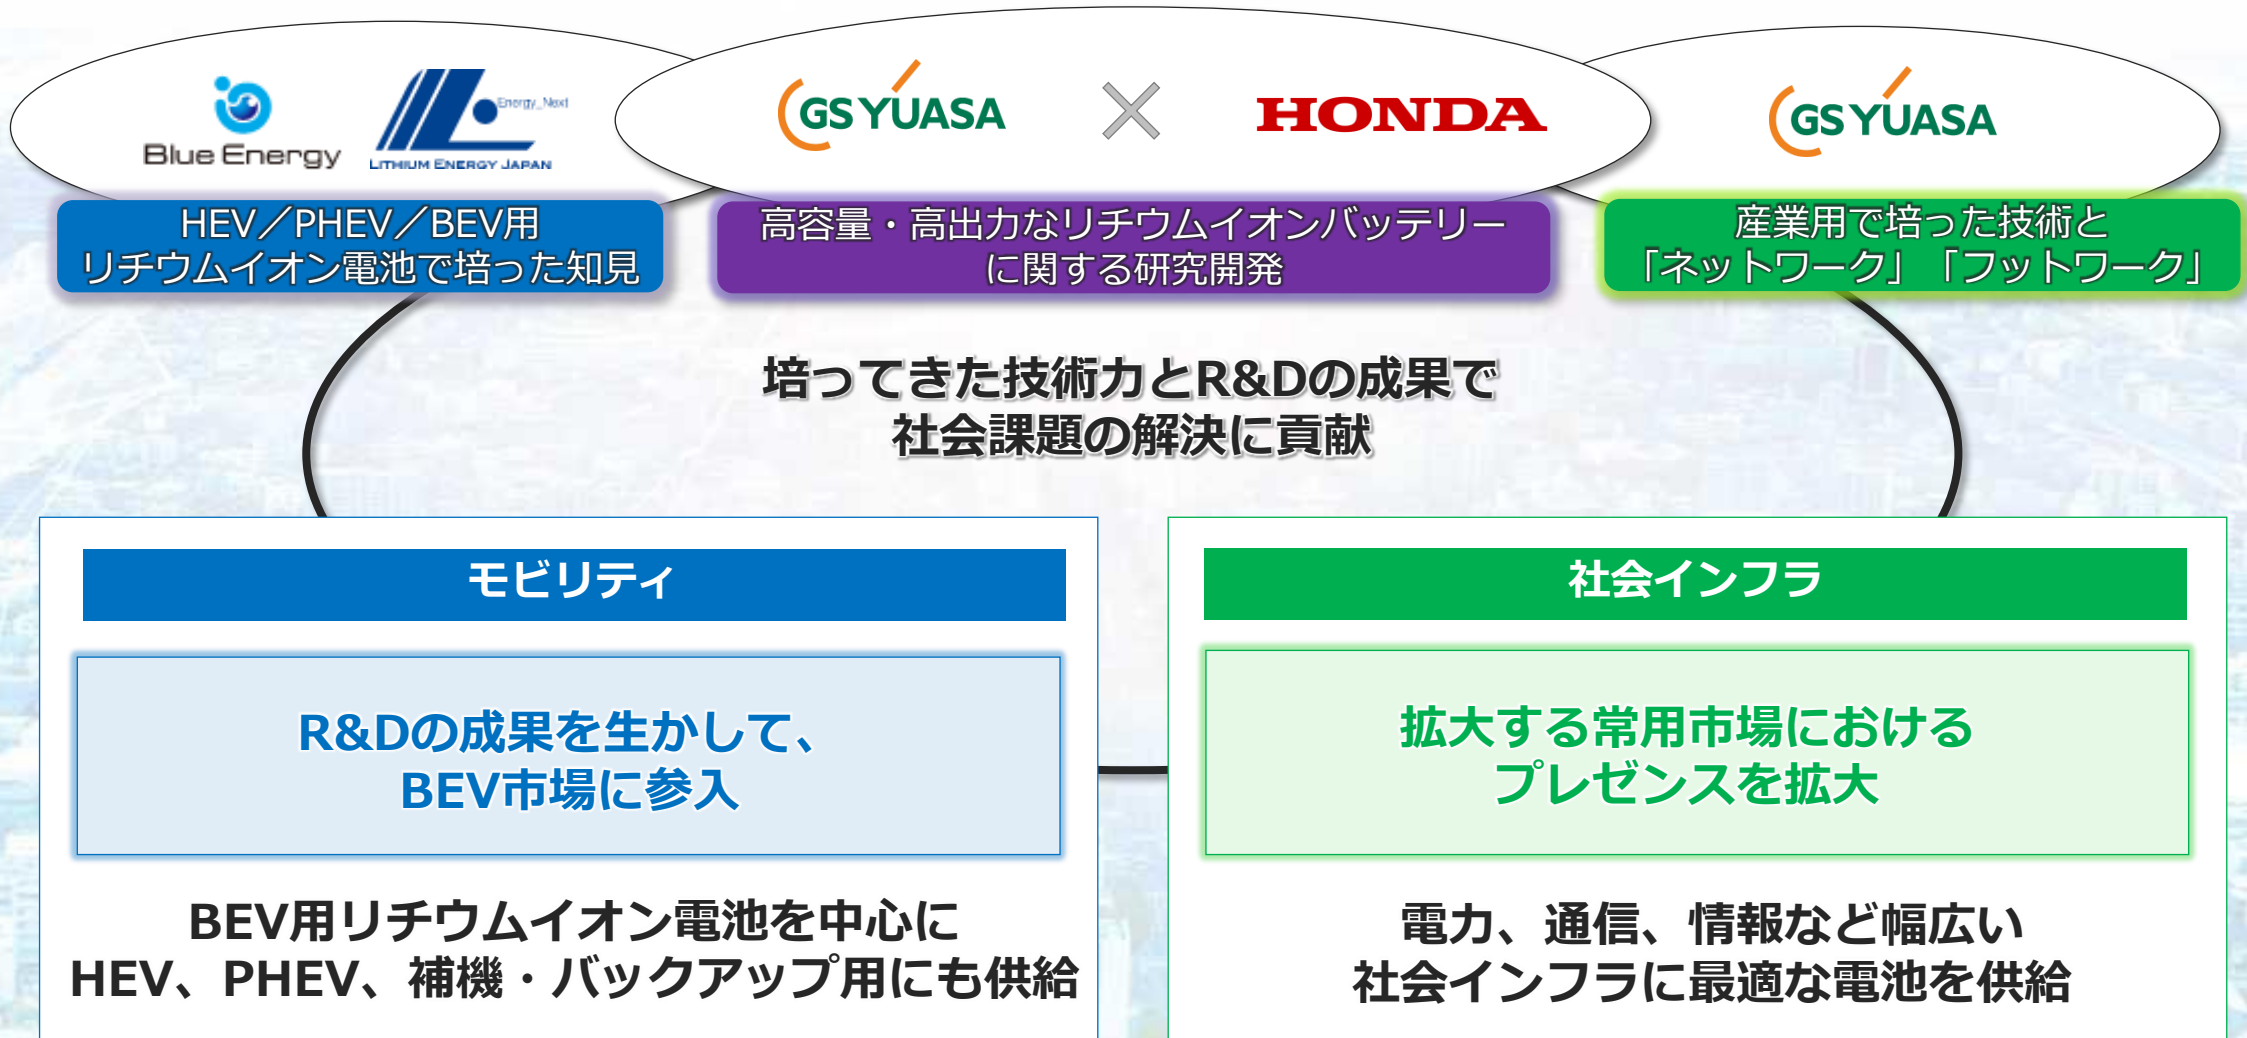 Blue Energy
Energy_Next
LITHIUM ENERGY JAPAN
GS YUASA
HONDA
GS YUASA
HEV／PHEV／BEV用
リチウムイオン電池で培った知見
高容量・高出力なリチウムイオンバッテリー
に関する研究開発
産業用で培った技術と
「ネットワーク」「フットワーク」
培ってきた技術力とR&Dの成果で
社会課題の解決に貢献
モビリティ
R&Dの成果を生かして、
BEV市場に参入
BEV用リチウムイオン電池を中心に
HEV、PHEV、補機・バックアップ用にも供給
社会インフラ
拡大する常用市場における
プレゼンスを拡大
電力、通信、情報など幅広い
社会インフラに最適な電池を供給